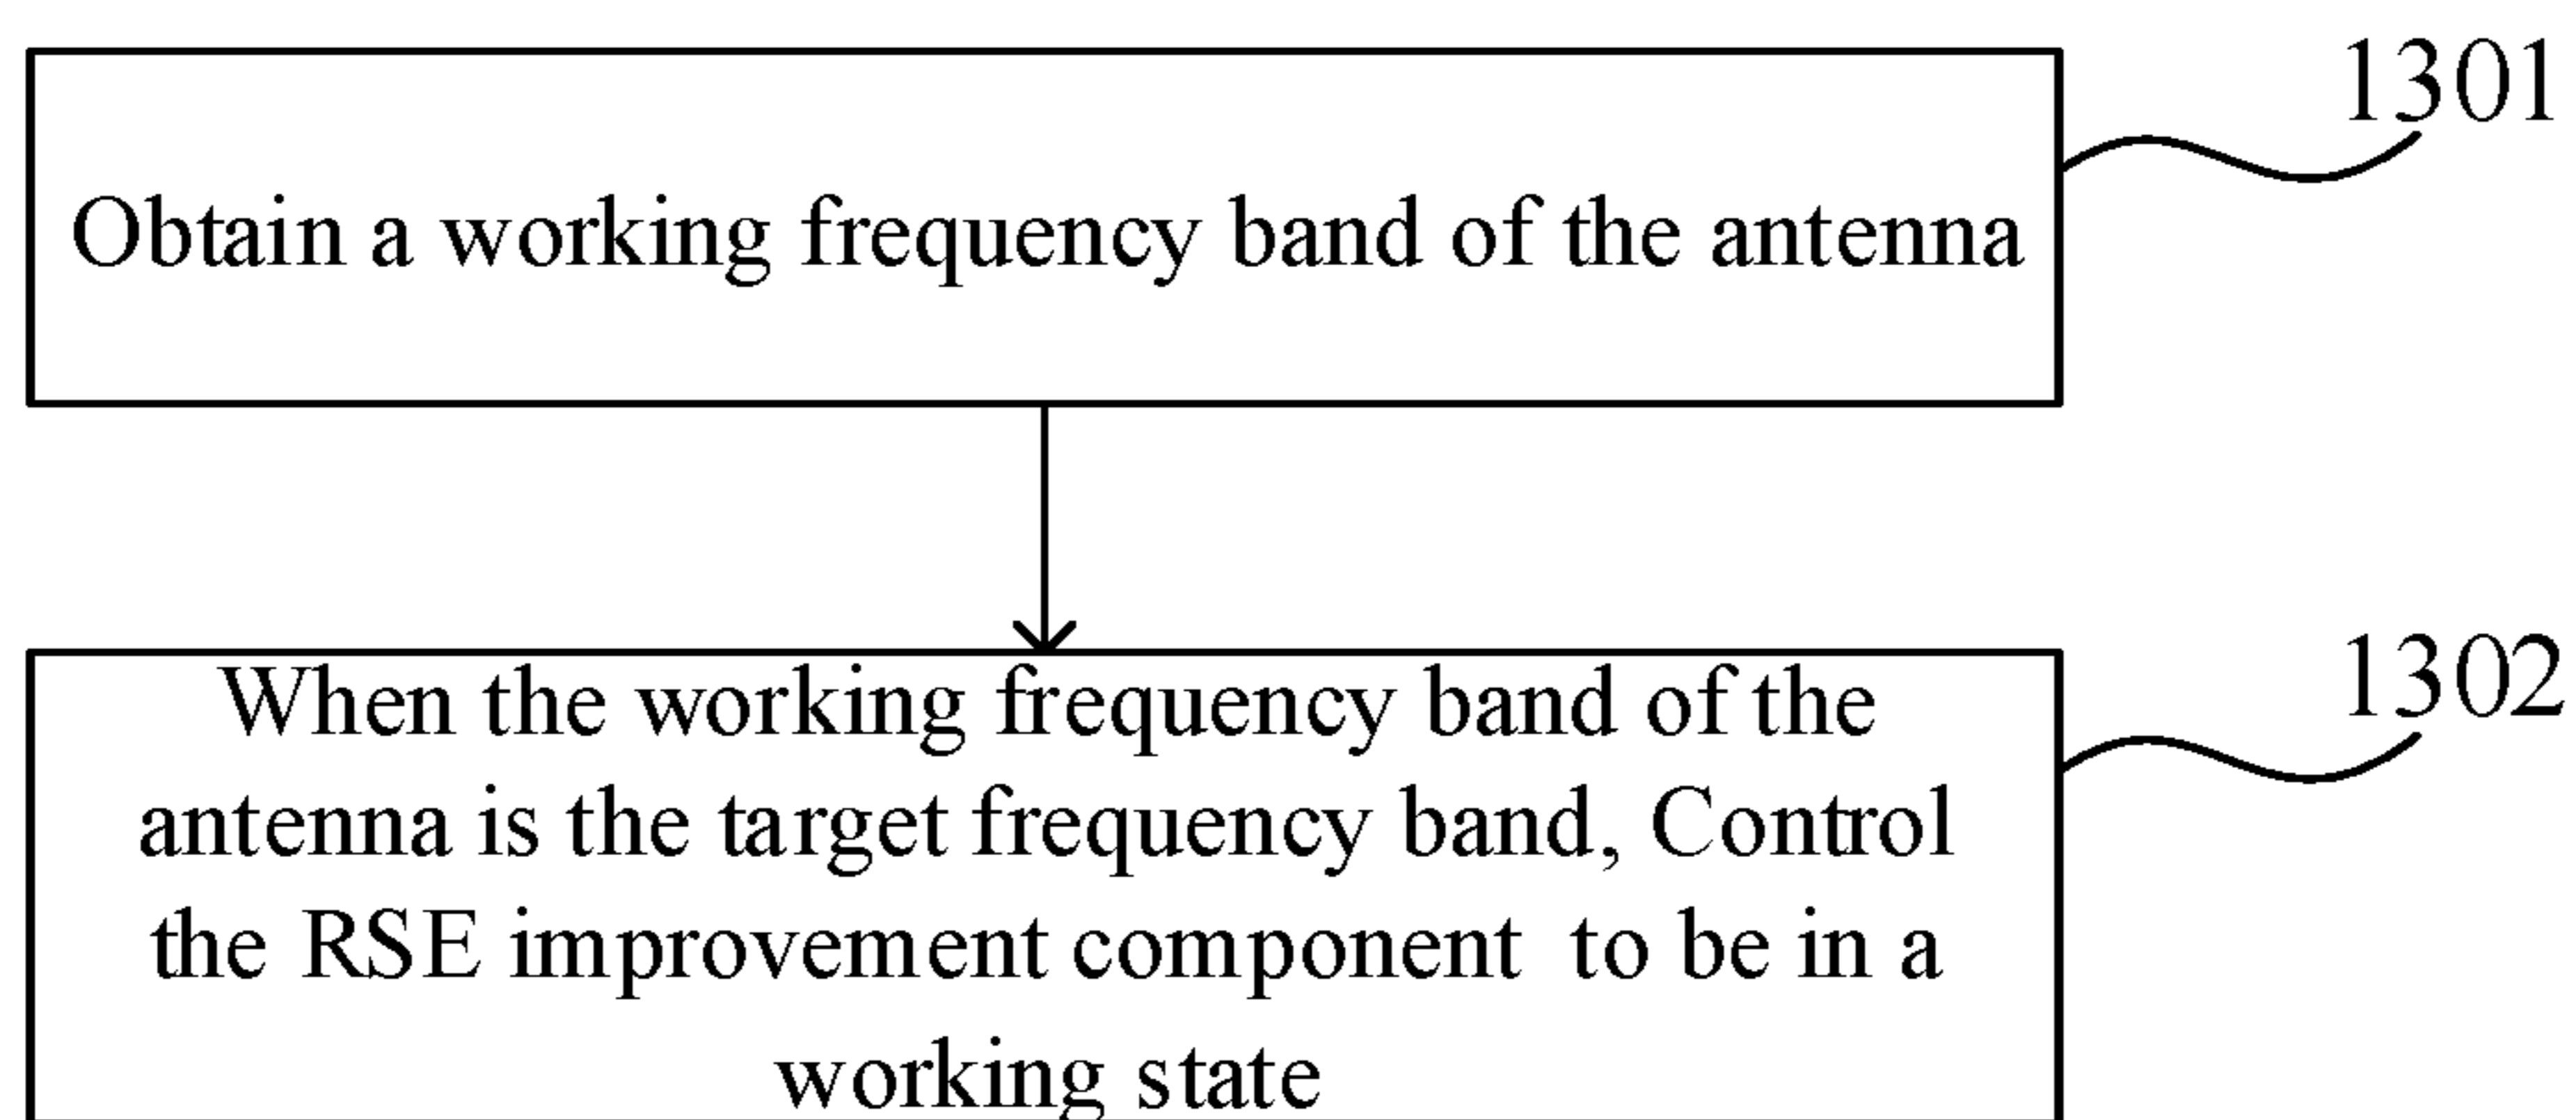 1301
Obtain a working frequency band of the antenna
1302
When the working frequency band of the
antenna is the target frequency band, Control
the RSE improvement component to be in a
working state